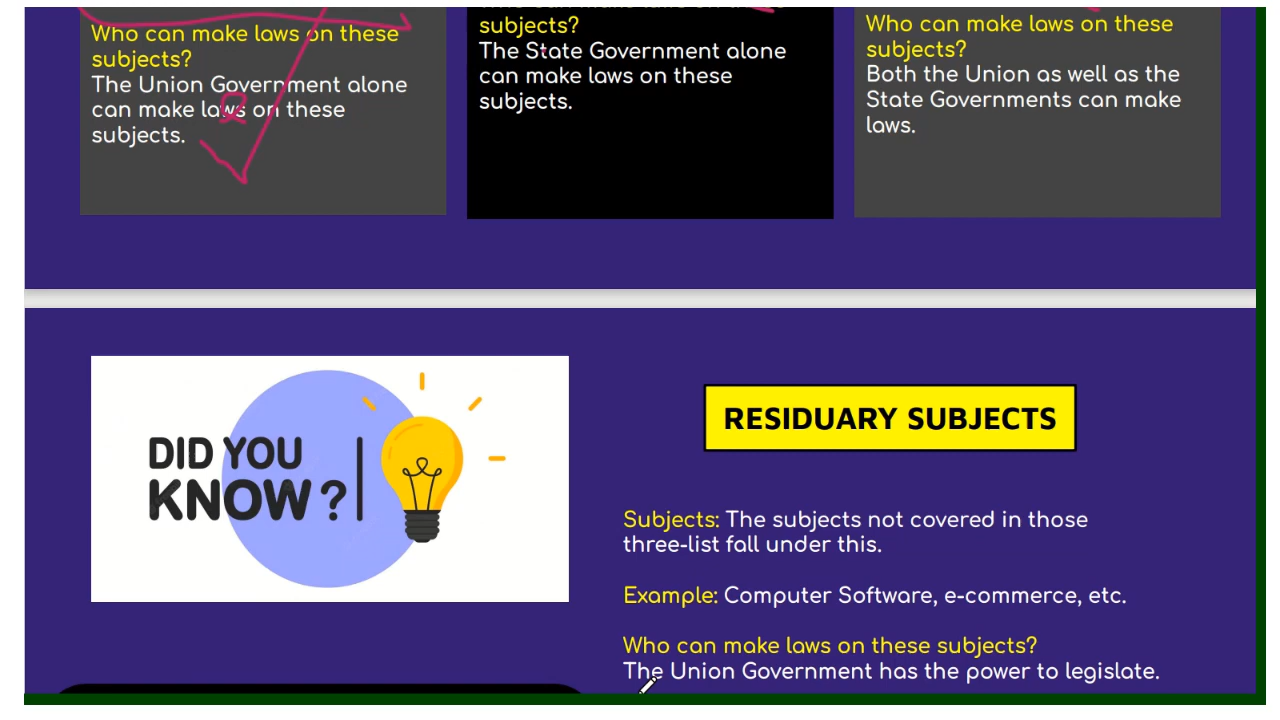 Who can make laws on these
subjects?
The Union Government alone
can make laws on these
subjects.
subjects?
The State Government alone
can make laws on these
subjects.
Who can make laws on these
subjects?
Both the Union as well as the
State Governments can make
laws.
DID YOU
KNOW?
RESIDUARY SUBJECTS
Subjects: The subjects not covered in those
three-list fall under this.
Example: Computer Software, e-commerce, etc.
Who can make laws on these subjects?
The Union Government has the power to legislate.